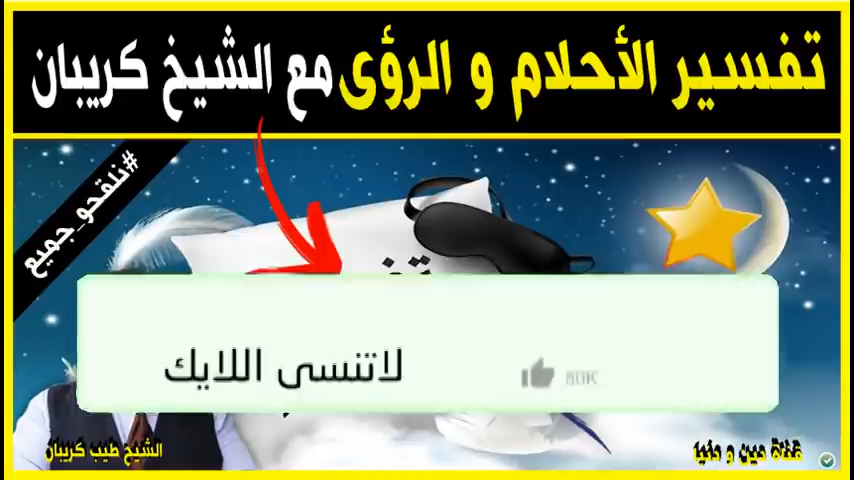 تفسير الأحلام و الرؤى مع الشيخ كريبان
#نلقحو_جميع
لاتنسى اللايك
الشيخ طيب كريبان
قناة دين و دنيا